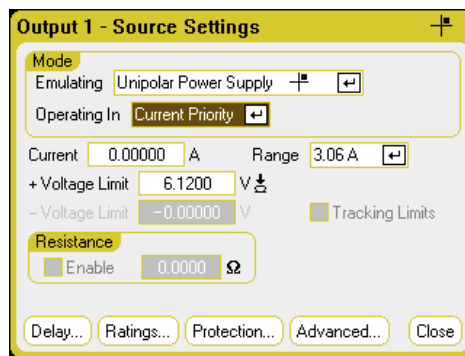 Output 1 - Source Settings
Mode
Emulating Unipolar Power Supply
Operating In Current Priority
Current 0.00000 A Range 3.06 A
+ Voltage Limit 6.1200 V
- Voltage Limit -0.00000 V Tracking Limits
Resistance
Enable 0.0000 Ω
Delay... Ratings... Protection... Advanced... Close